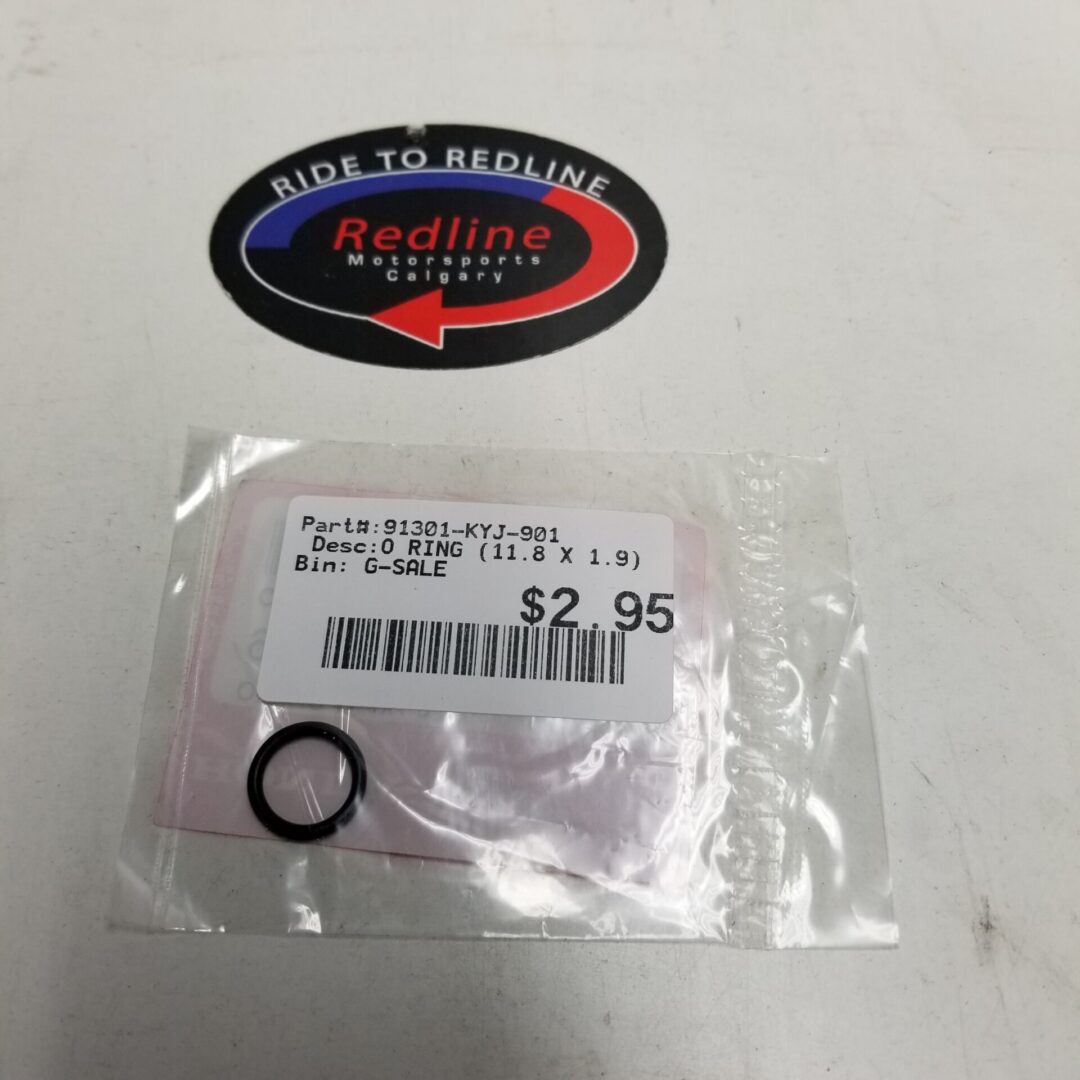 RIDE TO REDLINE
Redline
Motorsports
Calgary
Part#:91301-KYJ-901
Desc:O RING (11.8 X 1.9)
Bin: G-SALE
$2.95